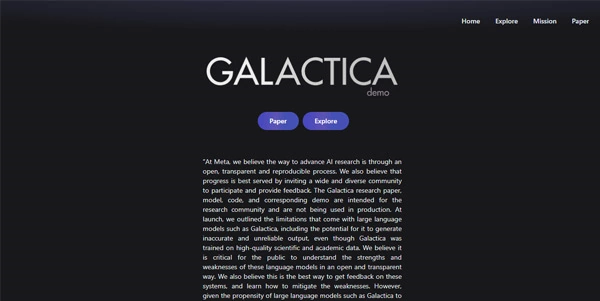 Home Explore Mission Paper
GALACTICA
demo
Paper Explore
"At Meta, we believe the way to advance AI research is through an
open, transparent and reproducible process. We also believe that
progress is best served by inviting a wide and diverse community
to participate and provide feedback. The Galactica research paper,
model, code, and corresponding demo are intended for the
research community and are not being used in production. At
launch, we outlined the limitations that come with large language
models such as Galactica, including the potential for it to generate
inaccurate and unreliable output, even though Galactica was
trained on high-quality scientific and academic data. We believe it
is critical for the public to understand the strengths and
weaknesses of these language models in an open and transparent
way. We also believe this is the best way to get feedback on these
systems, and learn how to mitigate the weaknesses. However,
given the propensity of large language models such as Galactica to